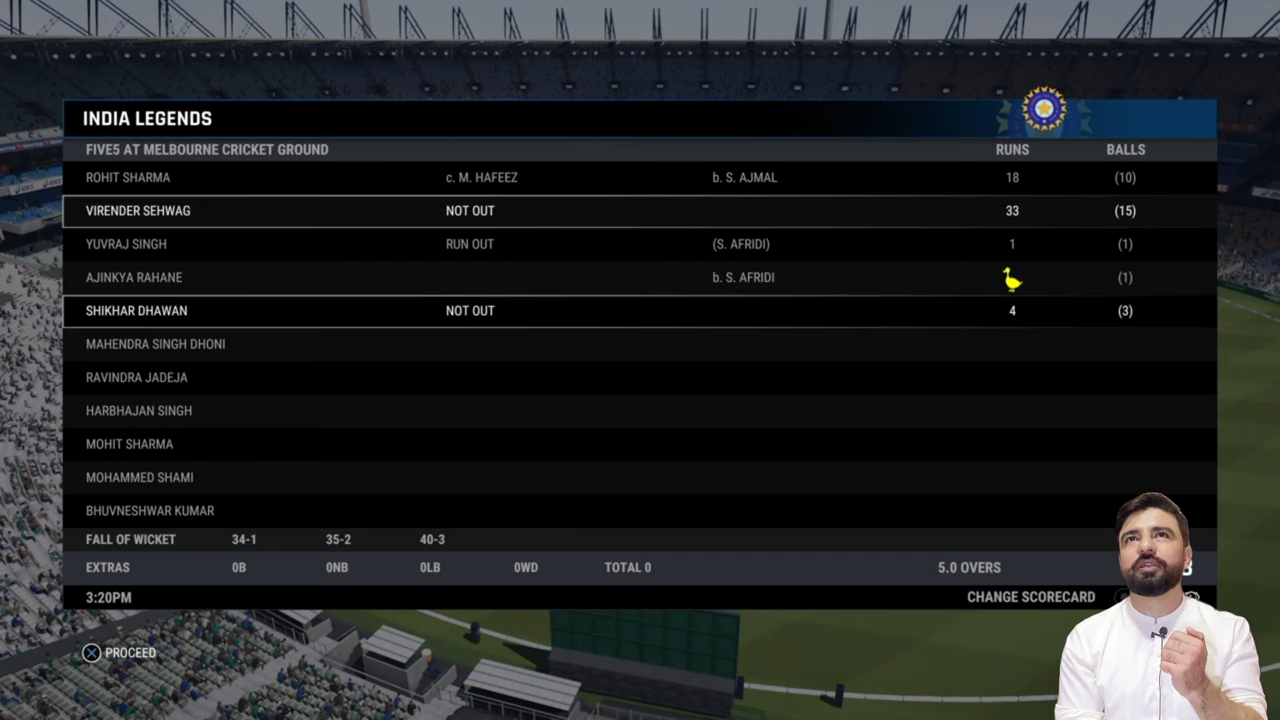 INDIA LEGENDS
FIVE5 AT MELBOURNE CRICKET GROUND RUNS BALLS
ROHIT SHARMA c. M. HAFEEZ b. S. AJMAL 18 (10)
VIRENDER SEHWAG NOT OUT 33 (15)
YUVRAJ SINGH RUN OUT (S. AFRIDI) 1 (1)
AJINKYA RAHANE b. S. AFRIDI (1)
SHIKHAR DHAWAN NOT OUT 4 (3)
MAHENDRA SINGH DHONI
RAVINDRA JADEJA
HARBHAJAN SINGH
MOHIT SHARMA
MOHAMMED SHAMI
BHUVNESHWAR KUMAR
FALL OF WICKET 34-1 35-2 40-3
EXTRAS 0B 0NB 0LB 0WD TOTAL 0 5.0 OVERS
3:20PM CHANGE SCORECARD
PROCEED